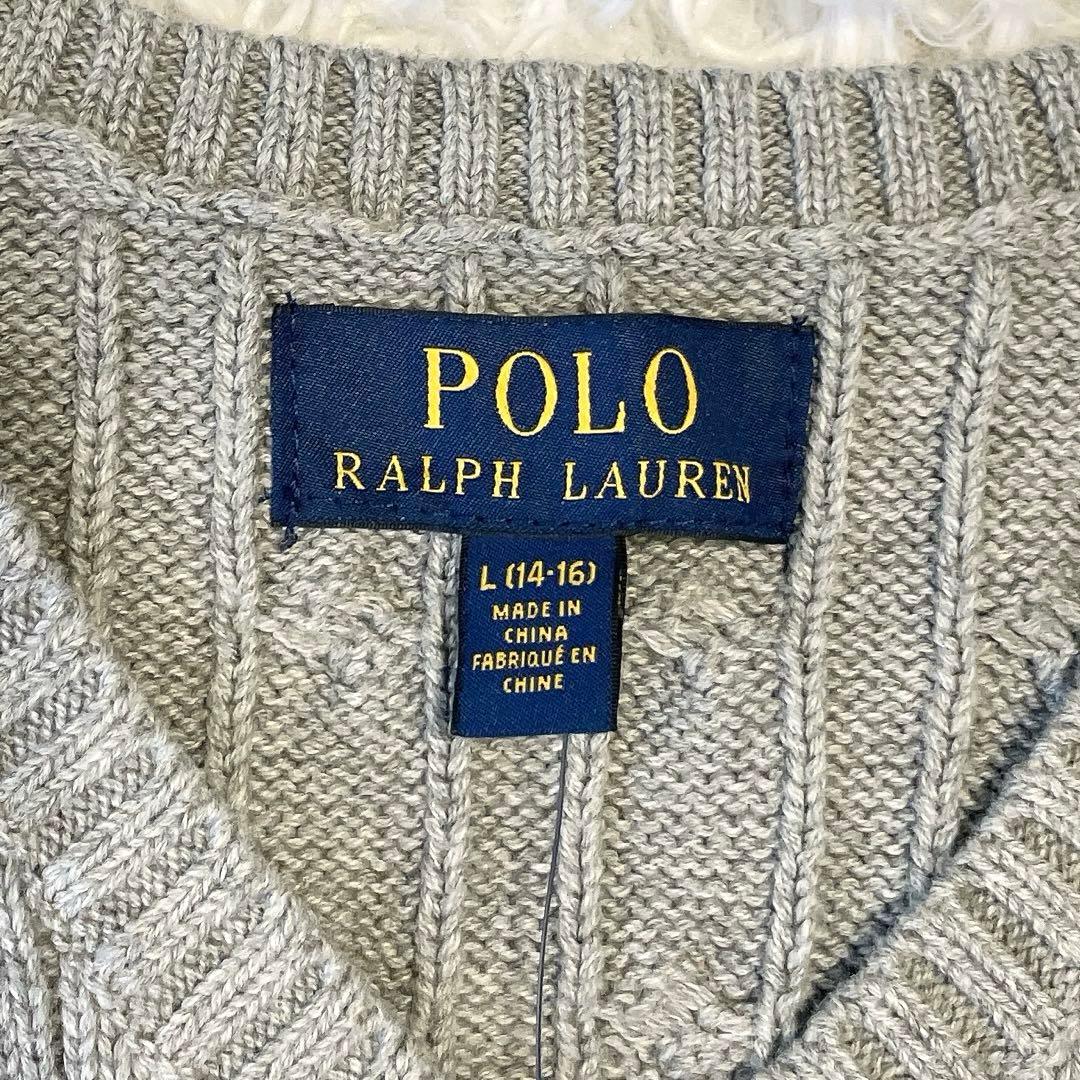 POLO
RALPH LAUREN
L (14-16)
MADE IN
CHINA
FABRIQUÉ EN
CHINE